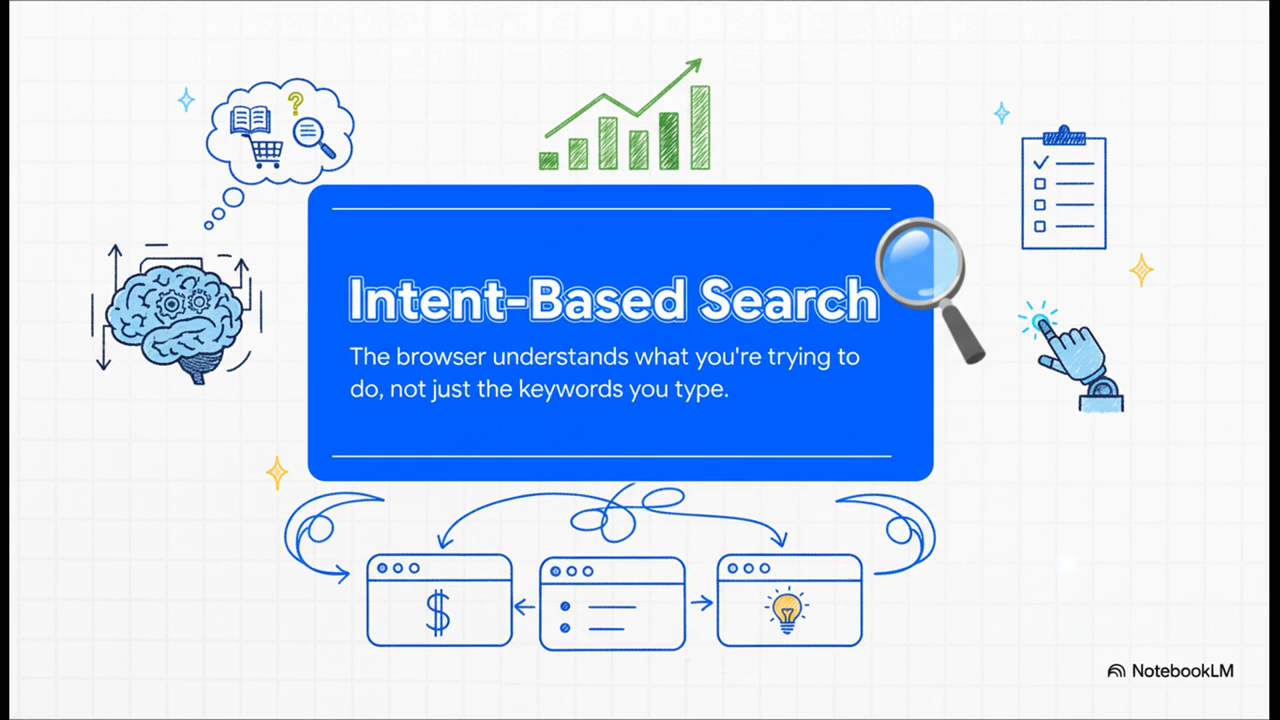 Intent-Based Search
The browser understands what you're trying to
do, not just the keywords you type.
?
$
NotebookLM